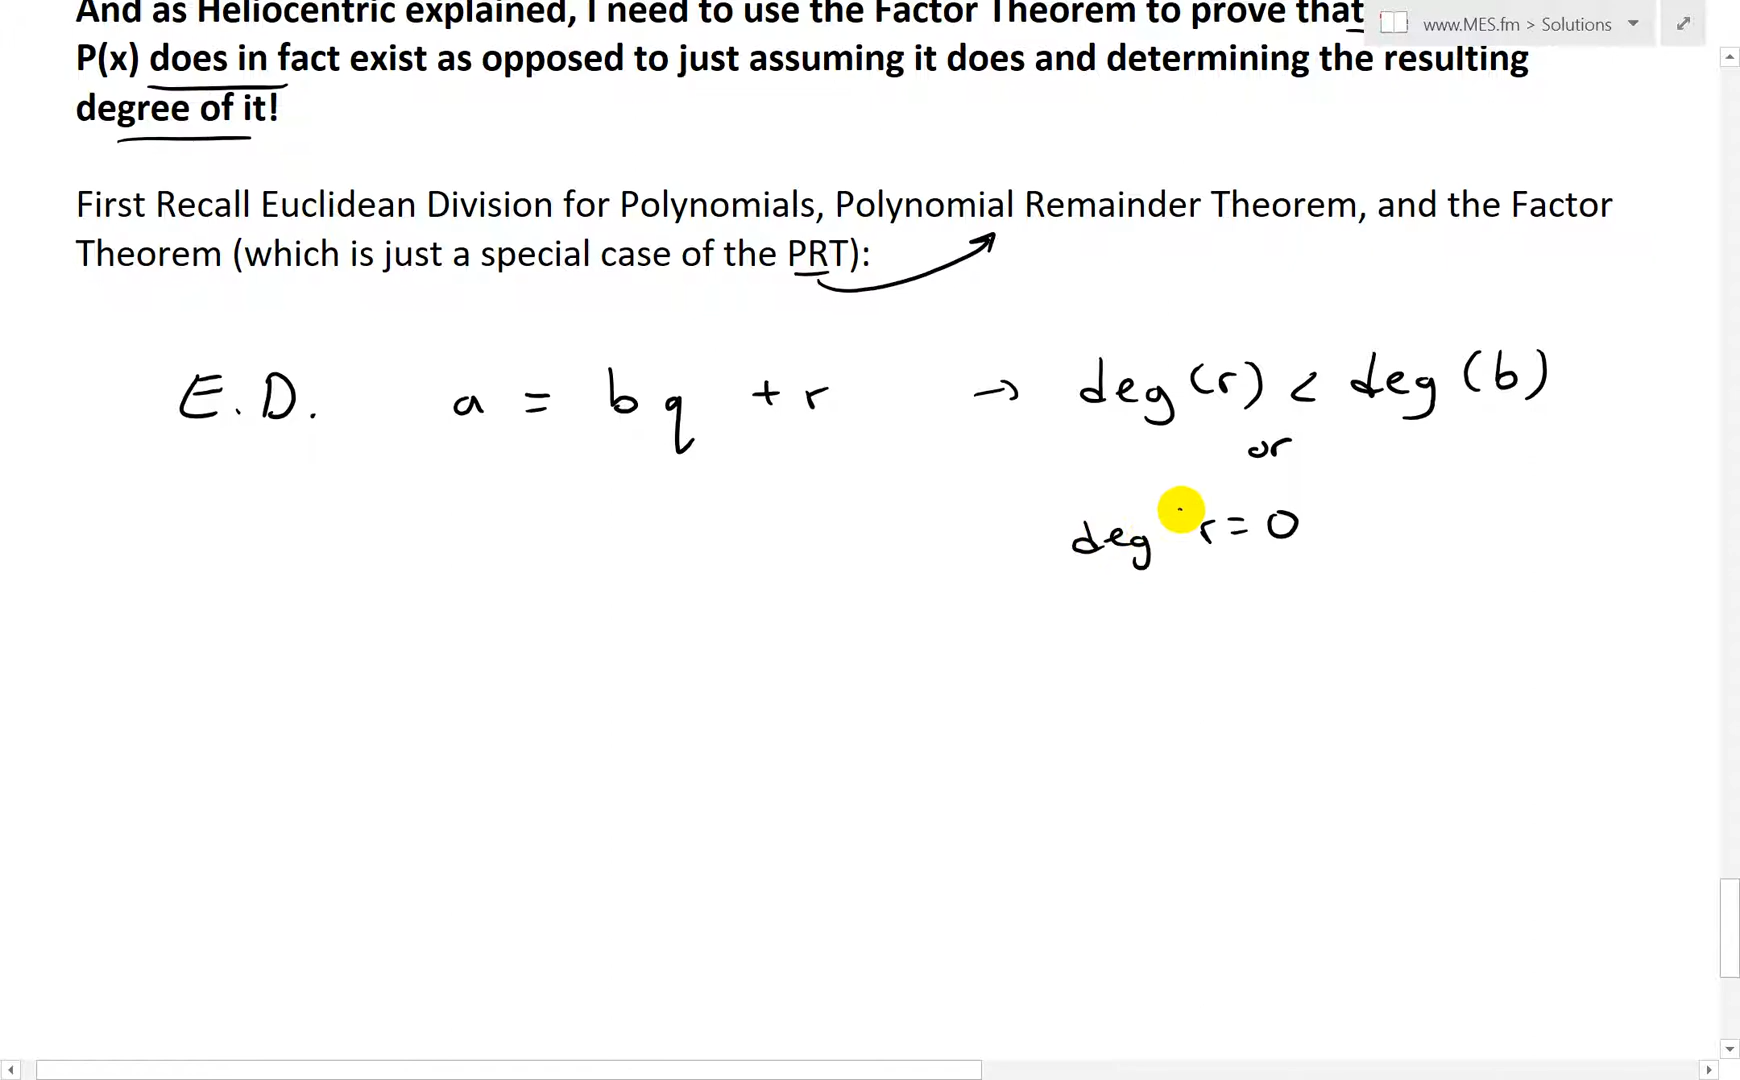 And as Heliocentric explained, I need to use the Factor Theorem to prove that
www.MES.fm > Solutions
P(x) does in fact exist as opposed to just assuming it does and determining the resulting
degree of it!
First Recall Euclidean Division for Polynomials, Polynomial Remainder Theorem, and the Factor
Theorem (which is just a special case of the PRT):
E.D. a = bq + r → deg(r) < deg(b)
or
deg r = 0